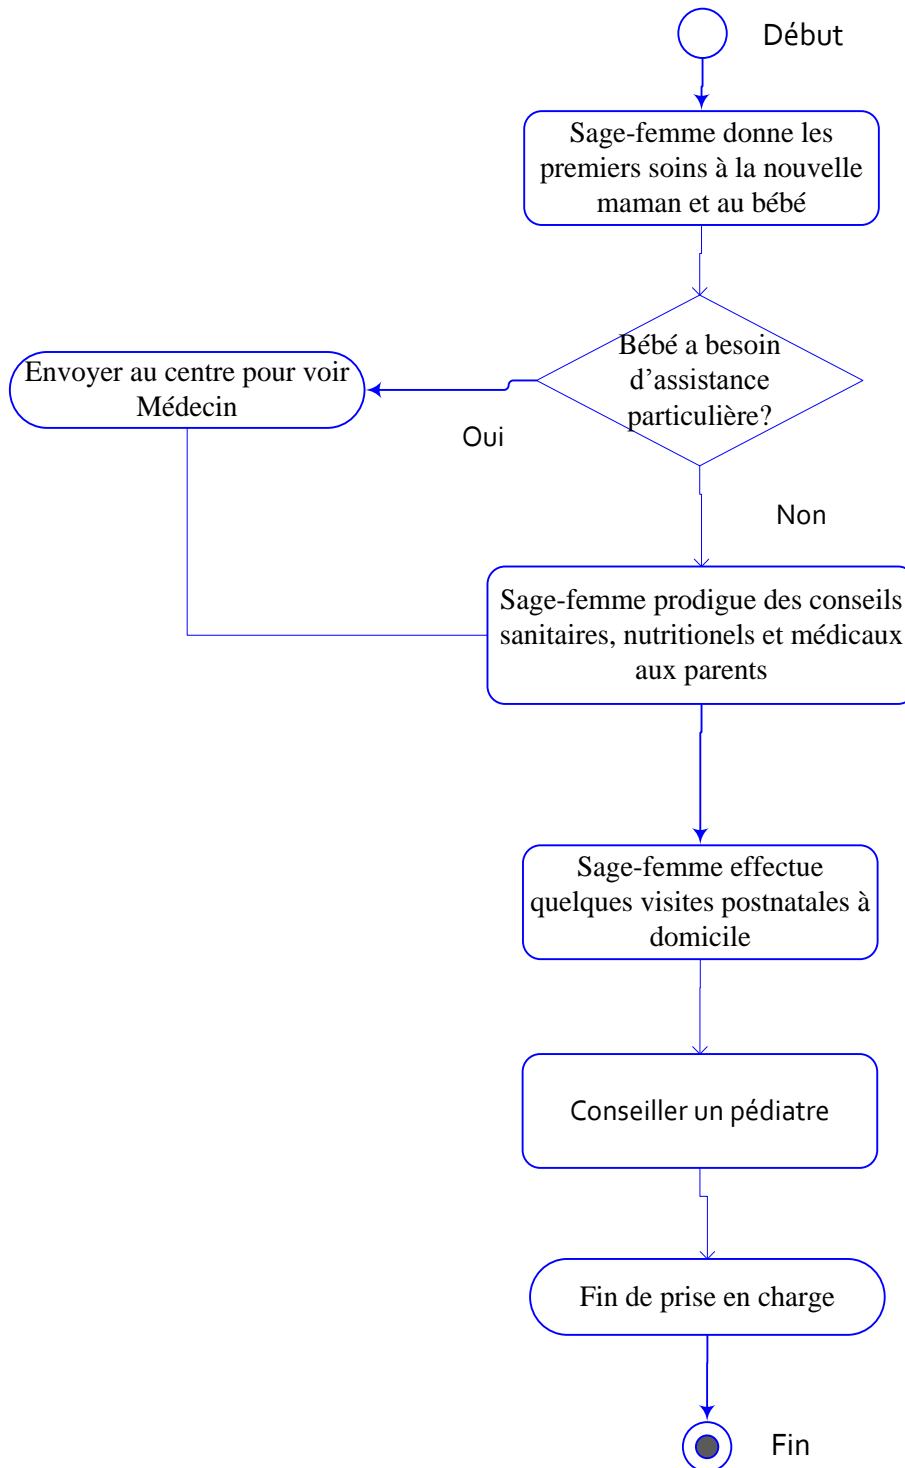 Début
Sage-femme donne les
premiers soins à la nouvelle
maman et au bébé
Bébé a besoin
d’assistance
particulière?
Envoyer au centre pour voir
Médecin
Oui
Non
Sage-femme prodigue des conseils
sanitaires, nutritionels et médicaux
aux parents
Sage-femme effectue
quelques visites postnatales à
domicile
Conseiller un pédiatre
Fin de prise en charge
Fin